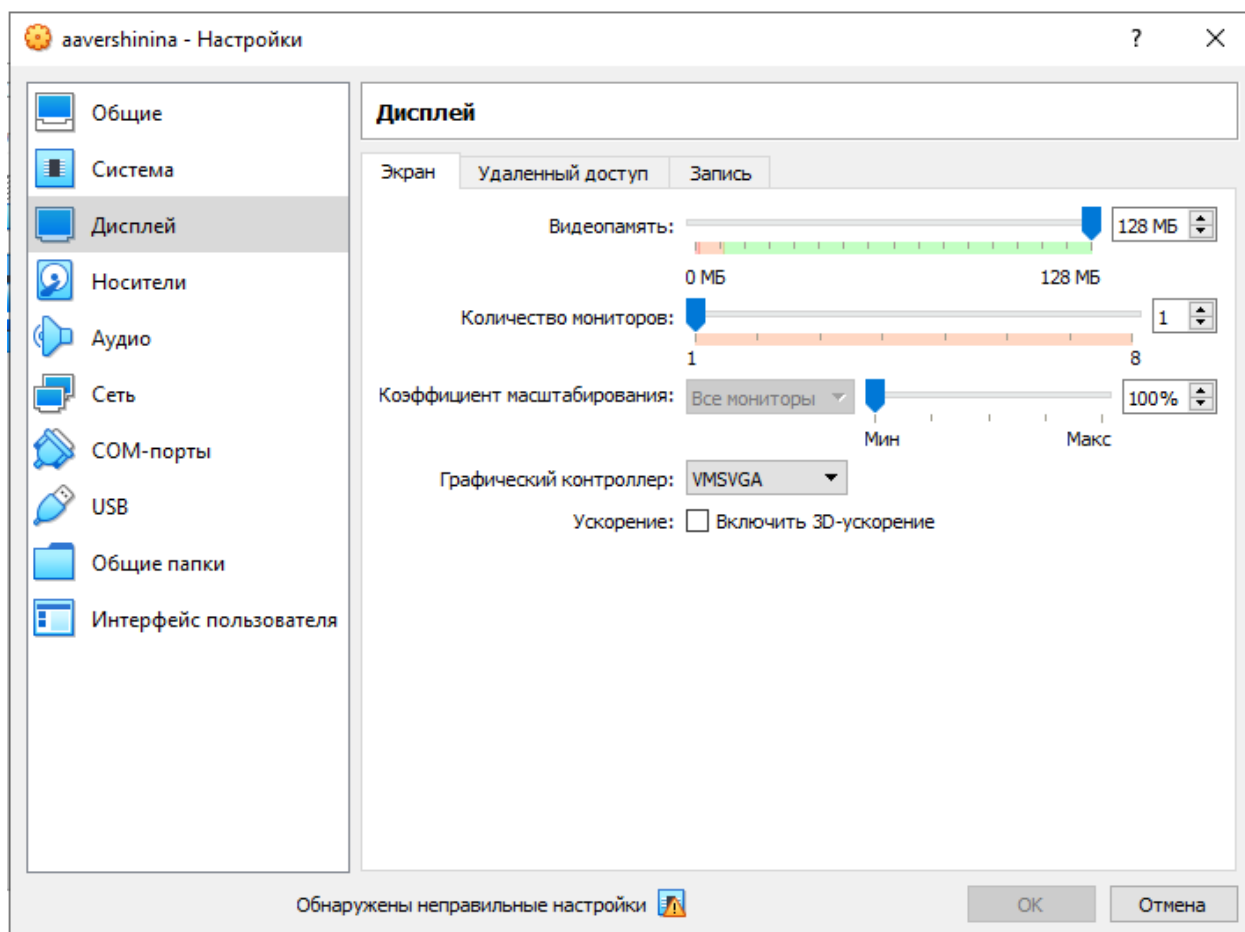 aavershinina - Настройки ?
Общие
Система
Дисплей
Носители
Аудио
Сеть
COM-порты
USB
Общие папки
Интерфейс пользователя
Дисплей
Экран Удаленный доступ Запись
Видеопамять: 128 МБ
0 МБ 128 МБ
Количество мониторов: 1
1 8
Коэффициент масштабирования: Все мониторы 100%
Мин Макс
Графический контроллер: VMSVGA
Ускорение: Включить 3D-ускорение
Обнаружены неправильные настройки OK Отмена